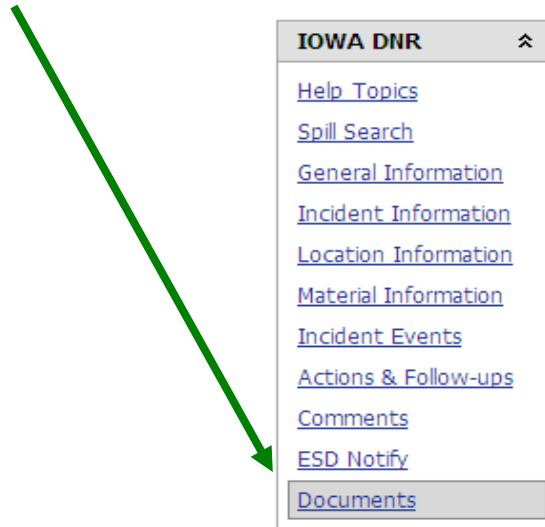 IOWA DNR
Help Topics
Spill Search
General Information
Incident Information
Location Information
Material Information
Incident Events
Actions & Follow-ups
Comments
ESD Notify
Documents